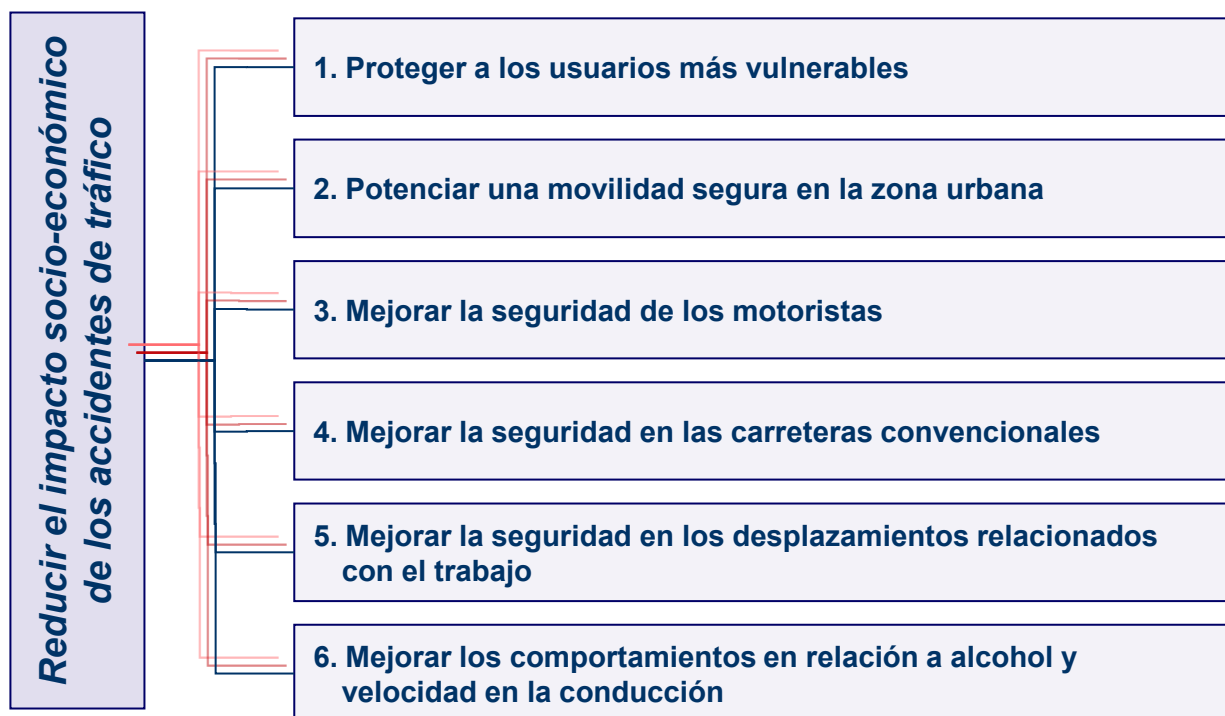 Reducir el impacto socio-económico
de los accidentes de tráfico
1. Proteger a los usuarios más vulnerables
2. Potenciar una movilidad segura en la zona urbana
3. Mejorar la seguridad de los motoristas
4. Mejorar la seguridad en las carreteras convencionales
5. Mejorar la seguridad en los desplazamientos relacionados
con el trabajo
6. Mejorar los comportamientos en relación a alcohol y
velocidad en la conducción